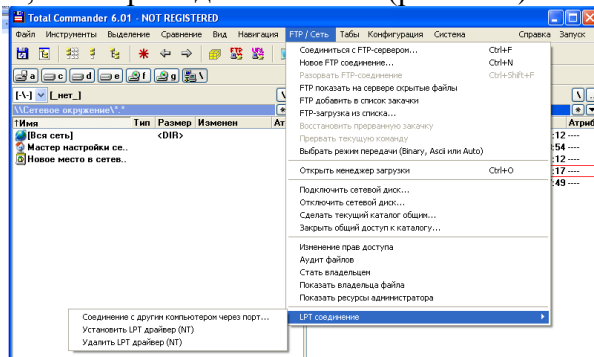 Total Commander 6.01 - NOT REGISTERED
Файл Инструменты Выделение Сравнение Вид Навигация FTP / Сеть Табы Конфигурация Система Справка Запуск
a c d e f g \
[-\-] [_нет_] \ ..
\\Сетевое окружение\*.*
↑Имя Тип Размер Изменен Ат Атриб
[Вся сеть] <DIR>
Мастер настройки се..
Новое место в сетев..
:12 ----
:54 ----
:12 ----
:17 ----
:49 ----
Соединиться с FTP-сервером... Ctrl+F
Новое FTP соединение... Ctrl+N
Разорвать FTP-соединение Ctrl+Shift+F
FTP показать на сервере скрытые файлы
FTP добавить в список закачки
FTP-загрузка из списка...
Восстановить прерванную закачку
Прервать текущую команду
Выбрать режим передачи (Binary, Ascii или Auto)
Открыть менеджер загрузки Ctrl+O
Подключить сетевой диск...
Отключить сетевой диск...
Сделать текущий каталог общим...
Закрыть общий доступ к каталогу...
Изменение прав доступа
Аудит файлов
Стать владельцем
Показать владельца файла
Показать ресурсы администратора
LPT соединение
Соединение с другим компьютером через порт...
Установить LPT драйвер (NT)
Удалить LPT драйвер (NT)